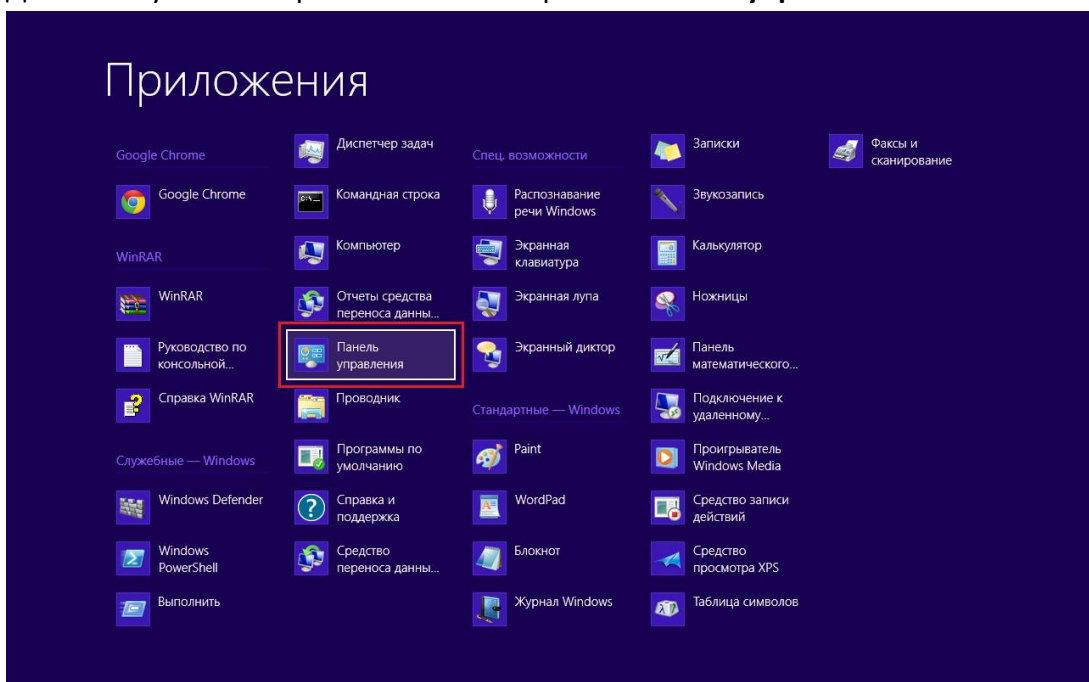 Приложения
Google Chrome
Google Chrome
WinRAR
WinRAR
Руководство по
консольной...
Справка WinRAR
Служебные — Windows
Windows Defender
Windows
PowerShell
Выполнить
Диспетчер задач
Командная строка
Компьютер
Отчеты средства
переноса данны...
Панель
управления
Проводник
Программы по
умолчанию
Справка и
поддержка
Средство
переноса данны...
Спец. возможности
Распознавание
речи Windows
Экранная
клавиатура
Экранная лупа
Экранный диктор
Стандартные — Windows
Paint
WordPad
Блокнот
Журнал Windows
Записки
Звукозапись
Калькулятор
Ножницы
Панель
математического...
Подключение к
удаленному...
Проигрыватель
Windows Media
Средство записи
действий
Средство
просмотра XPS
Таблица символов
Факсы и
сканирование